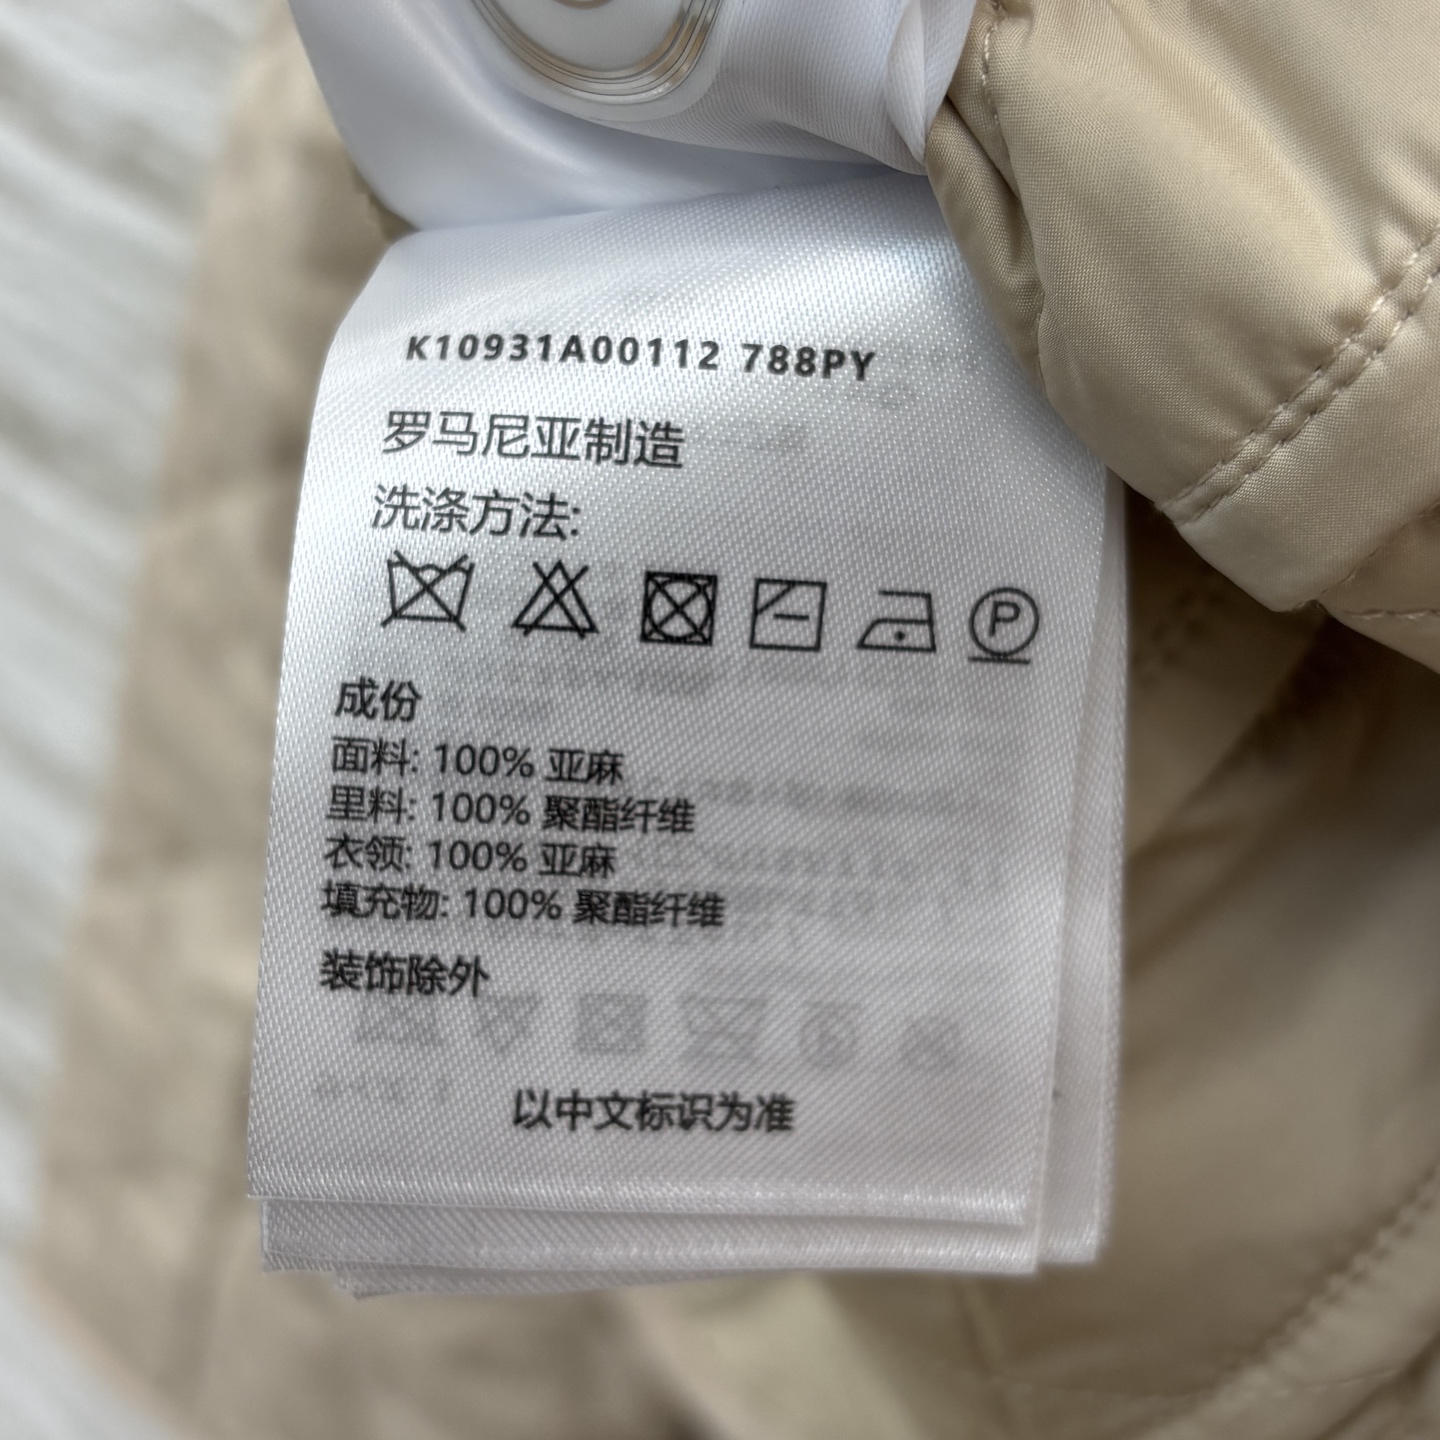 K10931A00112 788PY
罗马尼亚制造
洗涤方法:
P
成份
面料: 100% 亚麻
里料: 100% 聚酯纤维
衣领: 100% 亚麻
填充物: 100% 聚酯纤维
装饰除外
以中文标识为准